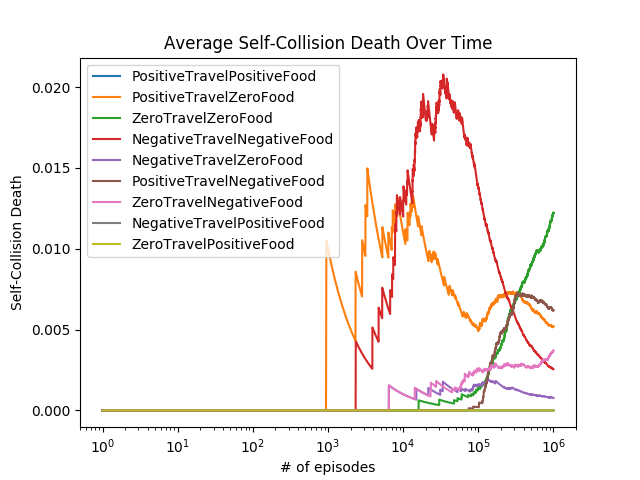 Average Self-Collision Death Over Time
PositiveTravelPositiveFood
PositiveTravelZeroFood
ZeroTravelZeroFood
NegativeTravelNegativeFood
NegativeTravelZeroFood
PositiveTravelNegativeFood
ZeroTravelNegativeFood
NegativeTravelPositiveFood
ZeroTravelPositiveFood
Self-Collision Death
0.020
0.015
0.010
0.005
0.000
10⁰ 10¹ 10² 10³ 10⁴ 10⁵ 10⁶
# of episodes